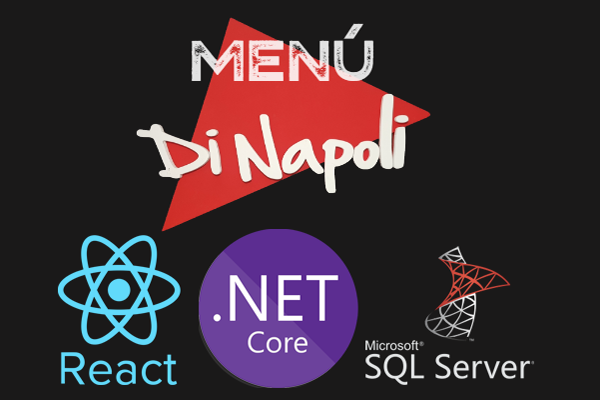 MENÚ
Di Napoli
React
.NET
Core
Microsoft®
SQL Server®